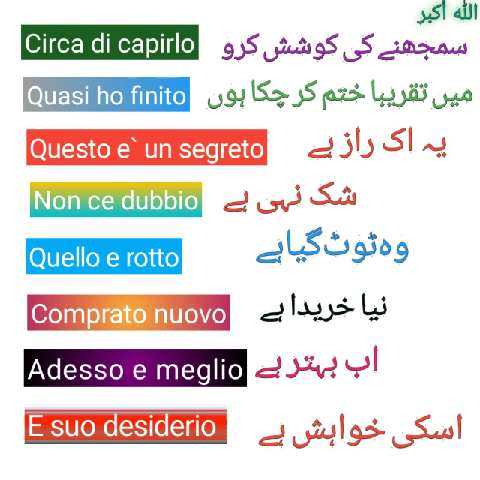 الله أكبر
Circa di capirlo سمجھنے کی کوشش کرو
Quasi ho finito میں تقریبا ختم کر چکا ہوں
Questo e` un segreto یہ اک راز ہے
Non ce dubbio شک نہی ہے
Quello e rotto وہ ٹوٹ گیا ہے
Comprato nuovo نیا خریدا ہے
Adesso e meglio اب بہتر ہے
E suo desiderio اسکی خواہش ہے